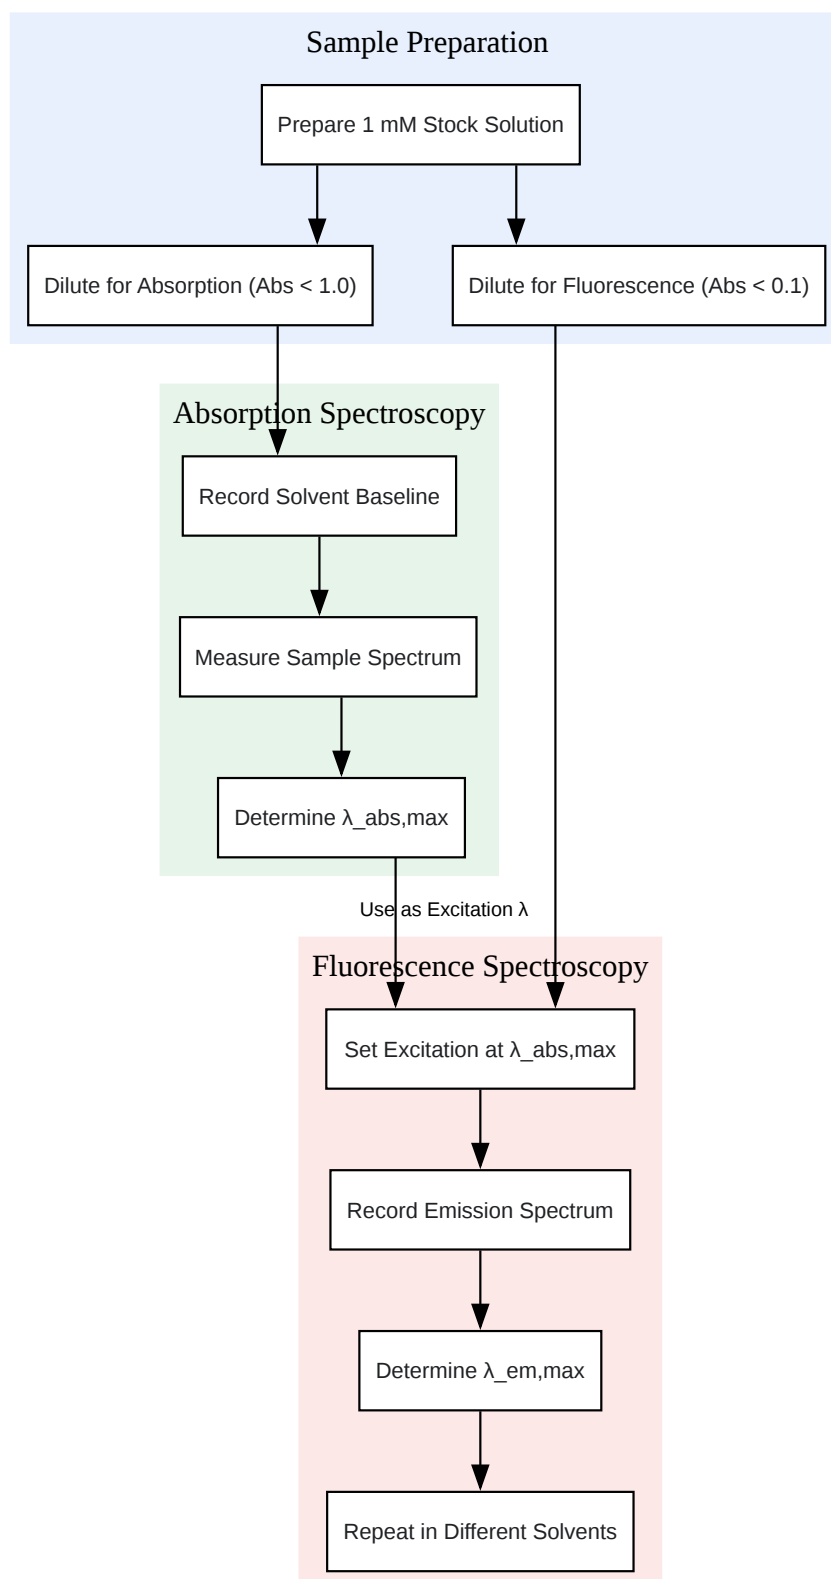 Sample Preparation
Prepare 1 mM Stock Solution
Dilute for Absorption (Abs < 1.0)
Dilute for Fluorescence (Abs < 0.1)
Absorption Spectroscopy
Record Solvent Baseline
Measure Sample Spectrum
Determine λ_abs,max
Use as Excitation λ
Fluorescence Spectroscopy
Set Excitation at λ_abs,max
Record Emission Spectrum
Determine λ_em,max
Repeat in Different Solvents